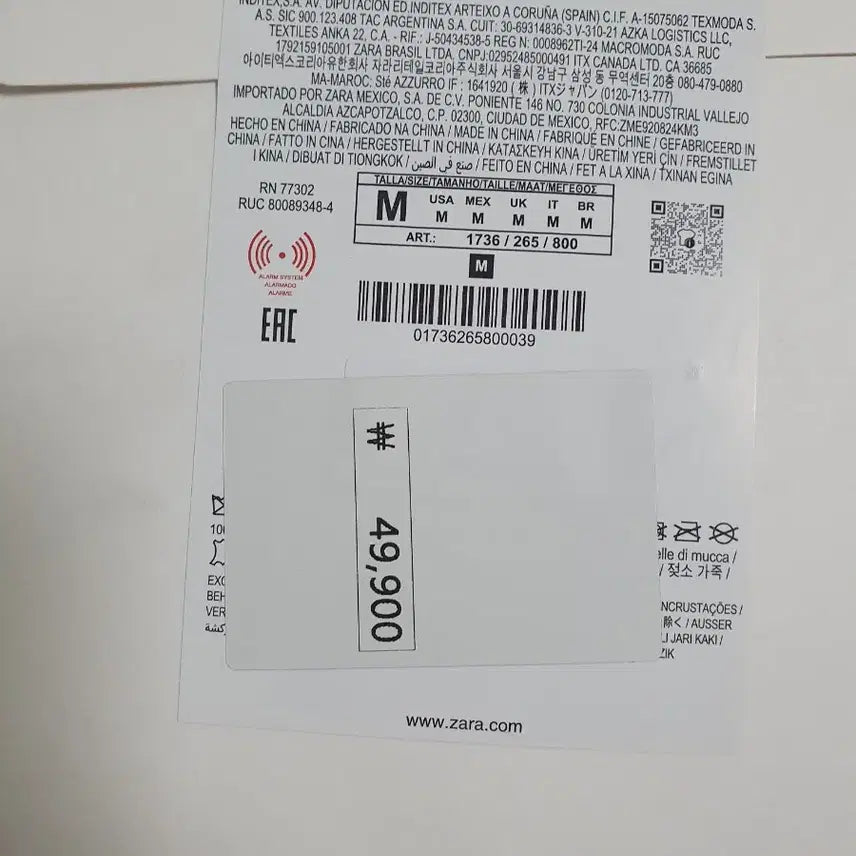 INDITEX,S.A. AV. DIPUTACIÓN ED.INDITEX ARTEIXO A CORUÑA (SPAIN) C.I.F. A-15075062 TEXMODA S.
A.S. SIC 900.123.408 TAC ARGENTINA S.A. CUIT: 30-69314836-3 V-310-21 AZKA LOGISTICS LLC,
TEXTILES ANKA 22, C.A. - RIF.: J-50434538-5 REG N: 0008962TI-24 MACROMODA S.A. RUC
1792159105001 ZARA BRASIL LTDA. CNPJ:02952485000491 ITX CANADA LTD. CA 36685
아이티엑스코리아유한회사 자라리테일코리아주식회사 서울시 강남구 삼성 동 무역센터 20층 080-479-0880
MA-MAROC: Sté AZZURRO IF : 1641920 ( 株 ) ITXジャパン (0120-713-777)
IMPORTADO POR ZARA MEXICO, S.A. DE C.V. PONIENTE 146 NO. 730 COLONIA INDUSTRIAL VALLEJO
ALCALDIA AZCAPOTZALCO, C.P. 02300, CIUDAD DE MEXICO, RFC:ZME920824KM3
HECHO EN CHINA / FABRICADO NA CHINA / MADE IN CHINA / FABRIQUÉ EN CHINE / GEFABRICEERD IN
CHINA / FATTO IN CINA / HERGESTELLT IN CHINA / ΚΑΤΑΣΚΕΥΗ ΚΙΝΑ / ÜRETİM YERİ ÇİN / FREMSTILLET
I KINA / DIBUAT DI TIONGKOK / صنع في الصين / FEITO EN CHINA / FET A LA XINA / TXINAN EGINA
RN 77302
RUC 80089348-4
TALLA/SIZE/TAMANHO/TAILLE/MAAT/ΜΕΓΕΘΟΣ
M
USA MEX UK IT BR
M M M M M
ART.: 1736 / 265 / 800
M
ALARM SYSTEM
ALARMADO
ALARME
EAC
01736265800039
₩ 49,900
elle di mucca /
/ 젖소 가죽 /
EXC
BEH
VER
NCRUSTAÇÕES /
除く / AUSSER
LI JARI KAKI /
ZIK
www.zara.com